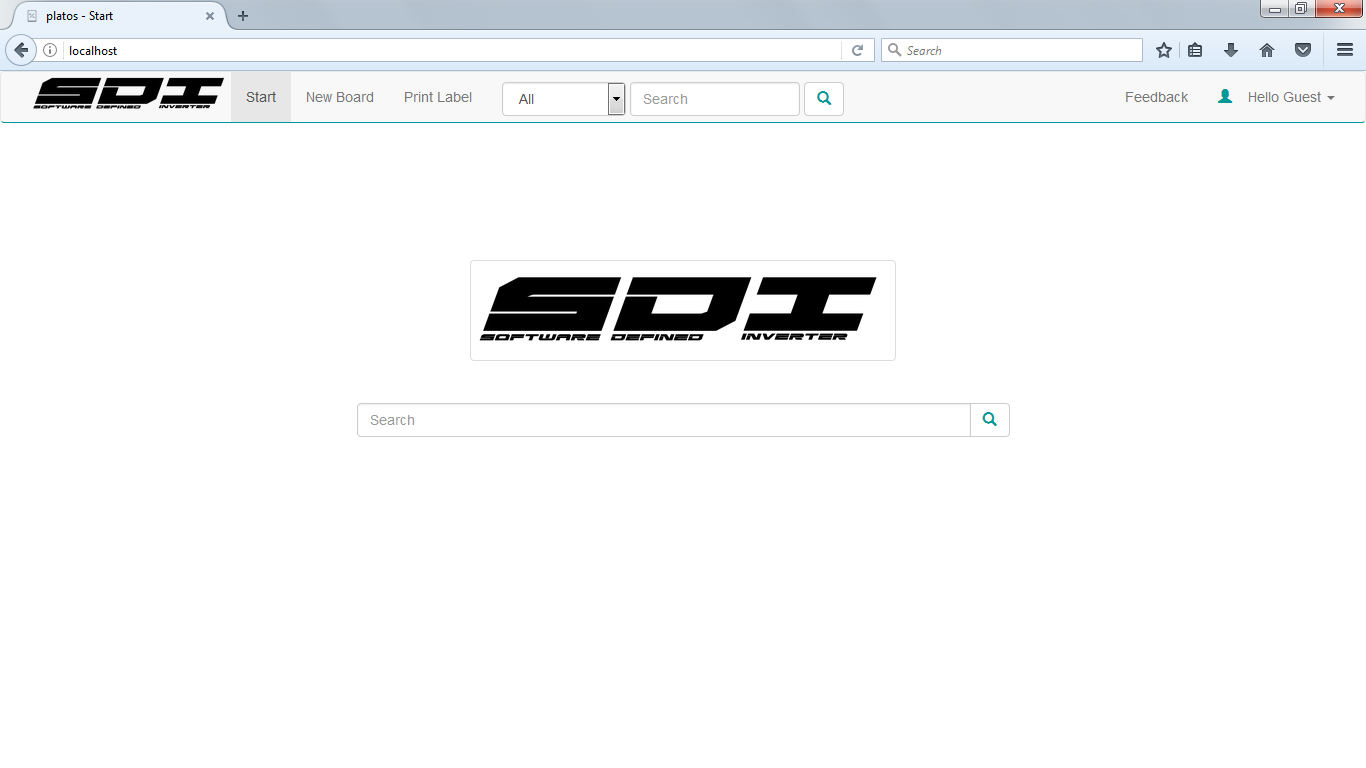 platos - Start
localhost
Search
SDI
SOFTWARE DEFINED INVERTER
Start
New Board
Print Label
All
Search
Feedback
Hello Guest
SDI
SOFTWARE DEFINED INVERTER
Search